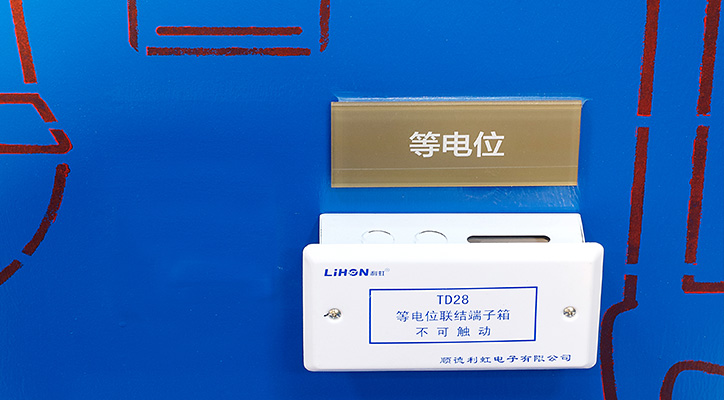 等电位
LiHON利虹®
TD28
等电位联结端子箱
不可触动
顺德利虹电子有限公司